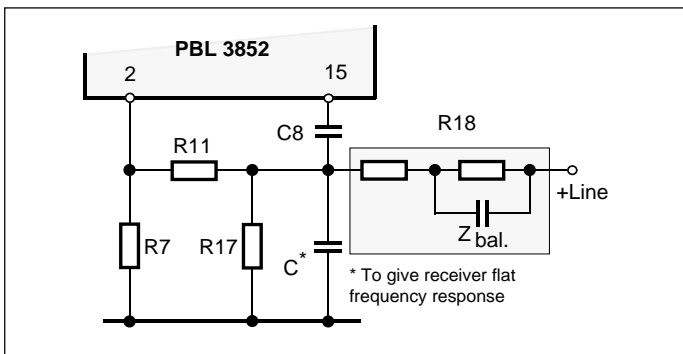 PBL 3852
2
15
C8
R18
R11
+Line
Z bal.
R7
R17
C*
* To give receiver flat
frequency response